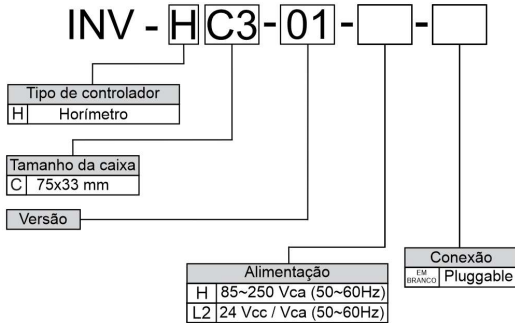 INV - H C3 - 01 - -
Tipo de controlador
H Horímetro
Tamanho da caixa
C 75x33 mm
Versão
Alimentação
H 85~250 Vca (50~60Hz)
L2 24 Vcc / Vca (50~60Hz)
Conexão
EM BRANCO Pluggable